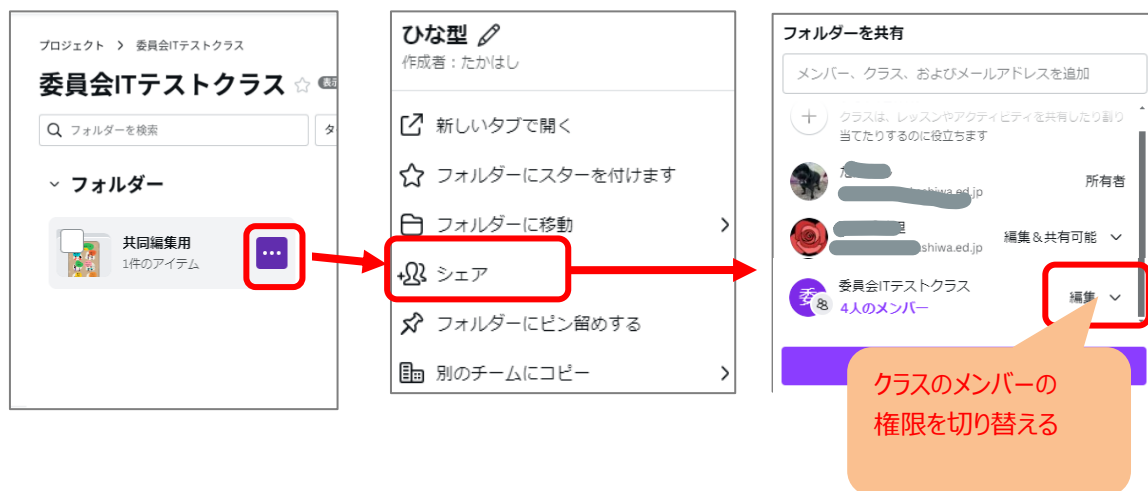 プロジェクト > 委員会ITテストクラス
委員会ITテストクラス
フォルダーを検索
フォルダー
共同編集用
1件のアイテム
ひな型
作成者：たかはし
新しいタブで開く
フォルダーにスターを付けます
フォルダーに移動
シェア
フォルダーにピン留めする
別のチームにコピー
フォルダーを共有
メンバー、クラス、およびメールアドレスを追加
クラスは、レッスンやアクティビティを共有したり割り
当てたりするのに役立ちます
所有者
編集＆共有可能
shiwa.ed.jp
委
委員会ITテストクラス
4人のメンバー
編集
クラスのメンバーの
権限を切り替える